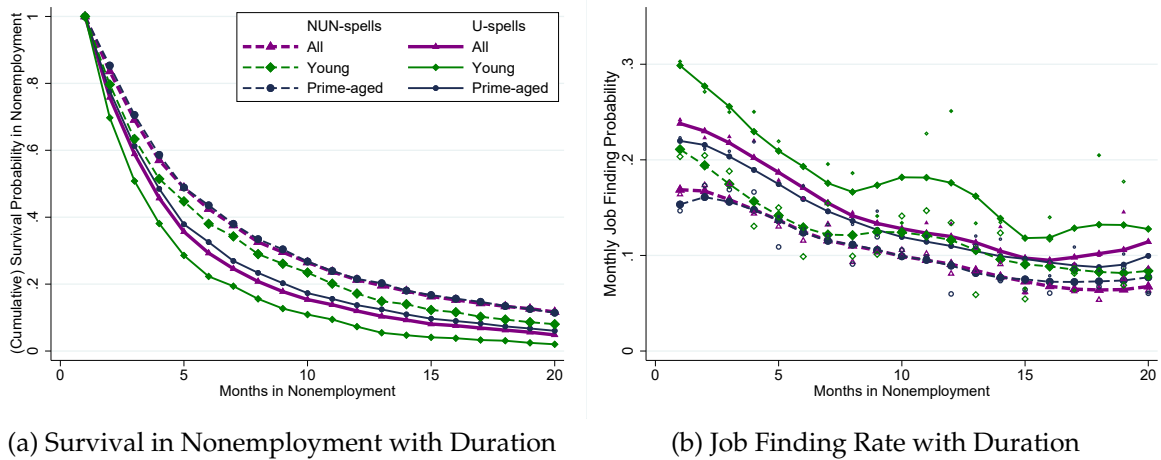 (Cumulative) Survival Probability in Nonemployment
1
.8
.6
.4
.2
0
NUN-spells U-spells
All All
Young Young
Prime-aged Prime-aged
0 5 10 15 20
Months in Nonemployment
Monthly Job Finding Probability
.3
.2
.1
0
0 5 10 15 20
Months in Nonemployment
(a) Survival in Nonemployment with Duration
(b) Job Finding Rate with Duration